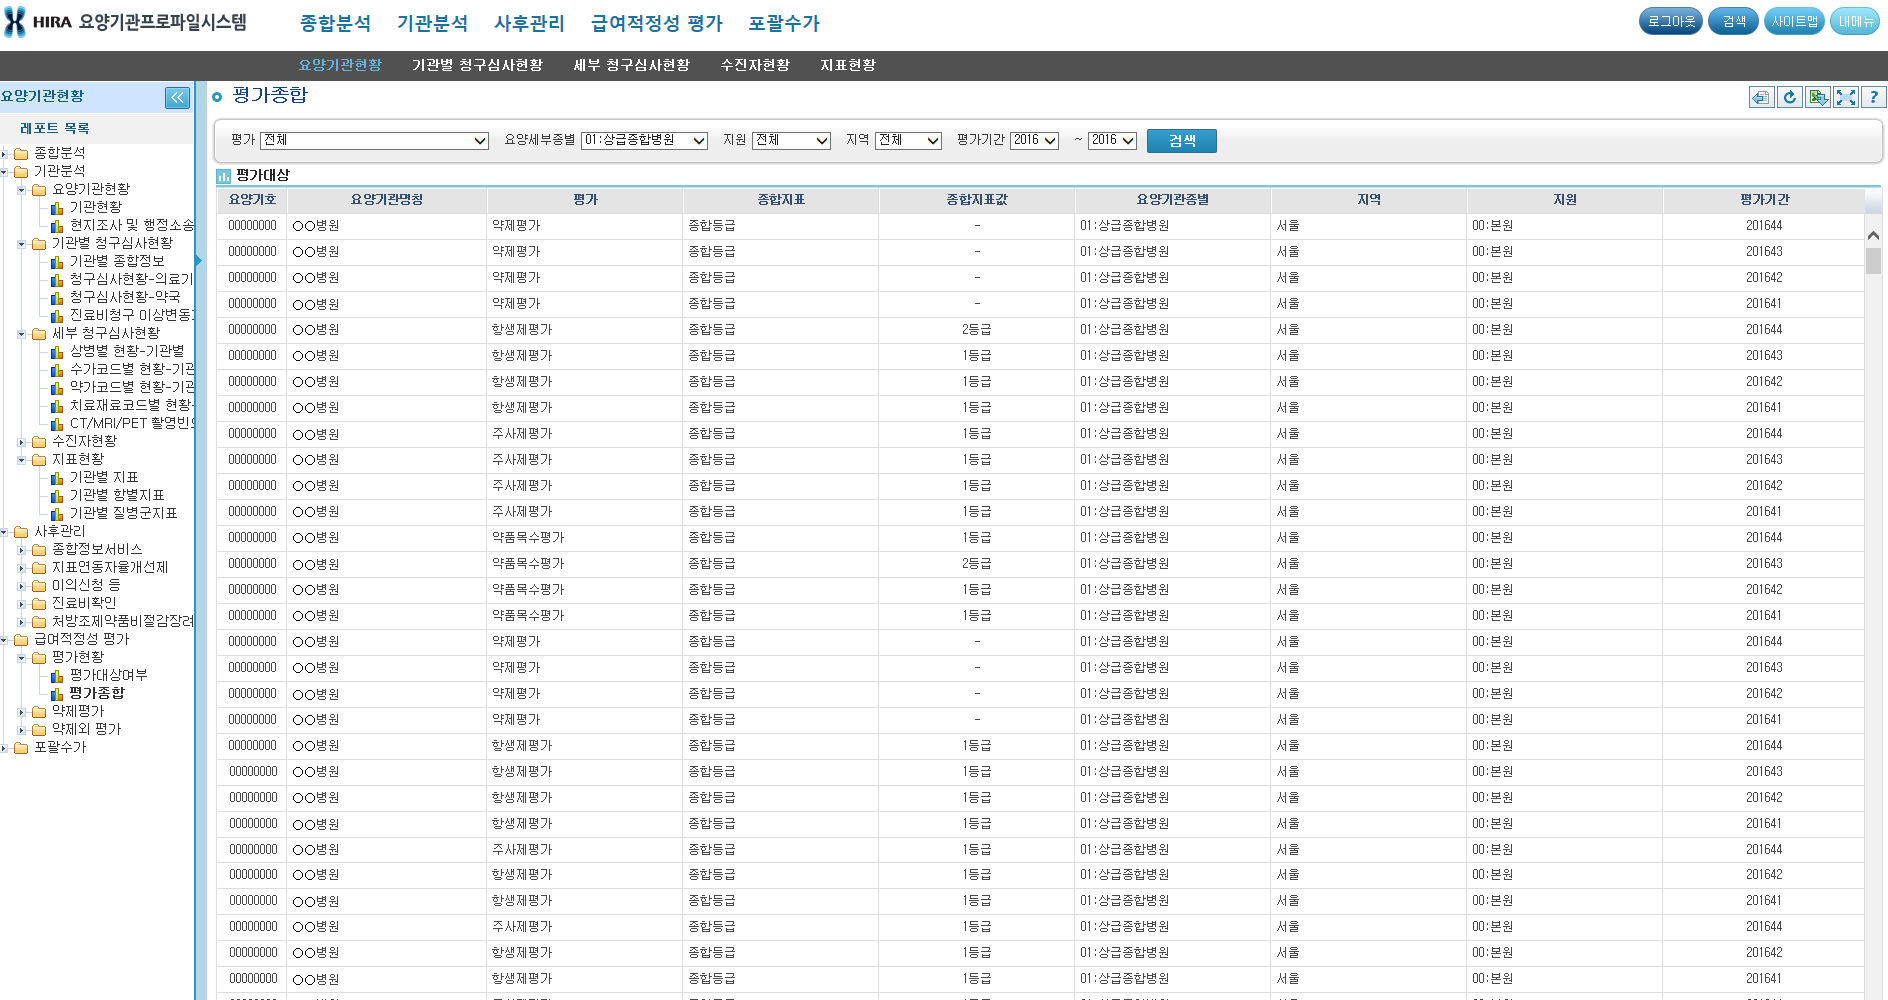 HIRA 요양기관프로파일시스템
종합분석 기관분석 사후관리 급여적정성 평가 포괄수가
로그아웃 검색 사이트맵 내메뉴
요양기관현황 기관별 청구심사현황 세부 청구심사현황 수진자현황 지표현황
요양기관현황
레포트 목록
종합분석
기관분석
요양기관현황
기관현황
현지조사 및 행정소송
기관별 청구심사현황
기관별 종합정보
청구심사현황-의료기
청구심사현황-약국
진료비청구 이상변동
세부 청구심사현황
상병별 현황-기관별
수가코드별 현황-기관
약가코드별 현황-기관
치료재료코드별 현황-
CT/MRI/PET 촬영빈
수진자현황
지표현황
기관별 지표
기관별 항별지표
기관별 질병군지표
사후관리
종합정보서비스
지표연동자율개선제
이의신청 등
진료비확인
처방조제약품비절감장려
급여적정성 평가
평가현황
평가대상여부
평가종합
약제평가
약제외 평가
포괄수가
평가종합
평가 전체 요양세부종별 01:상급종합병원 지원 전체 지역 전체 평가기간 2016 ~ 2016 검색
평가대상
요양기호 요양기관명칭 평가 종합지표 종합지표값 요양기관종별 지역 지원 평가기간
00000000 ○○병원 약제평가 종합등급 - 01:상급종합병원 서울 00:본원 201644
00000000 ○○병원 약제평가 종합등급 - 01:상급종합병원 서울 00:본원 201643
00000000 ○○병원 약제평가 종합등급 - 01:상급종합병원 서울 00:본원 201642
00000000 ○○병원 약제평가 종합등급 - 01:상급종합병원 서울 00:본원 201641
00000000 ○○병원 항생제평가 종합등급 2등급 01:상급종합병원 서울 00:본원 201644
00000000 ○○병원 항생제평가 종합등급 1등급 01:상급종합병원 서울 00:본원 201643
00000000 ○○병원 항생제평가 종합등급 1등급 01:상급종합병원 서울 00:본원 201642
00000000 ○○병원 항생제평가 종합등급 1등급 01:상급종합병원 서울 00:본원 201641
00000000 ○○병원 주사제평가 종합등급 1등급 01:상급종합병원 서울 00:본원 201644
00000000 ○○병원 주사제평가 종합등급 1등급 01:상급종합병원 서울 00:본원 201643
00000000 ○○병원 주사제평가 종합등급 1등급 01:상급종합병원 서울 00:본원 201642
00000000 ○○병원 주사제평가 종합등급 1등급 01:상급종합병원 서울 00:본원 201641
00000000 ○○병원 약품목수평가 종합등급 1등급 01:상급종합병원 서울 00:본원 201644
00000000 ○○병원 약품목수평가 종합등급 2등급 01:상급종합병원 서울 00:본원 201643
00000000 ○○병원 약품목수평가 종합등급 1등급 01:상급종합병원 서울 00:본원 201642
00000000 ○○병원 약품목수평가 종합등급 1등급 01:상급종합병원 서울 00:본원 201641
00000000 ○○병원 약제평가 종합등급 - 01:상급종합병원 서울 00:본원 201644
00000000 ○○병원 약제평가 종합등급 - 01:상급종합병원 서울 00:본원 201643
00000000 ○○병원 약제평가 종합등급 - 01:상급종합병원 서울 00:본원 201642
00000000 ○○병원 약제평가 종합등급 - 01:상급종합병원 서울 00:본원 201641
00000000 ○○병원 항생제평가 종합등급 1등급 01:상급종합병원 서울 00:본원 201644
00000000 ○○병원 항생제평가 종합등급 1등급 01:상급종합병원 서울 00:본원 201643
00000000 ○○병원 항생제평가 종합등급 1등급 01:상급종합병원 서울 00:본원 201642
00000000 ○○병원 항생제평가 종합등급 1등급 01:상급종합병원 서울 00:본원 201641
00000000 ○○병원 주사제평가 종합등급 1등급 01:상급종합병원 서울 00:본원 201644
00000000 ○○병원 항생제평가 종합등급 1등급 01:상급종합병원 서울 00:본원 201642
00000000 ○○병원 항생제평가 종합등급 1등급 01:상급종합병원 서울 00:본원 201641
00000000 ○○병원 주사제평가 종합등급 1등급 01:상급종합병원 서울 00:본원 201644
00000000 ○○병원 항생제평가 종합등급 1등급 01:상급종합병원 서울 00:본원 201642
00000000 ○○병원 항생제평가 종합등급 1등급 01:상급종합병원 서울 00:본원 201641